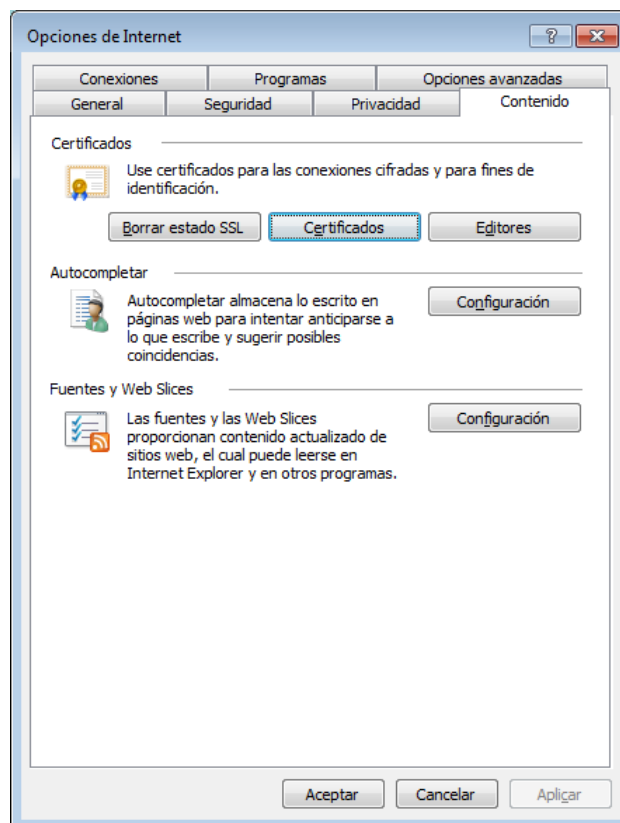 Opciones de Internet
Conexiones Programas Opciones avanzadas
General Seguridad Privacidad Contenido
Certificados
Use certificados para las conexiones cifradas y para fines de
identificación.
Borrar estado SSL Certificados Editores
Autocompletar
Autocompletar almacena lo escrito en
páginas web para intentar anticiparse a
lo que escribe y sugerir posibles
coincidencias.
Configuración
Fuentes y Web Slices
Las fuentes y las Web Slices
proporcionan contenido actualizado de
sitios web, el cual puede leerse en
Internet Explorer y en otros programas.
Configuración
Aceptar Cancelar Aplicar